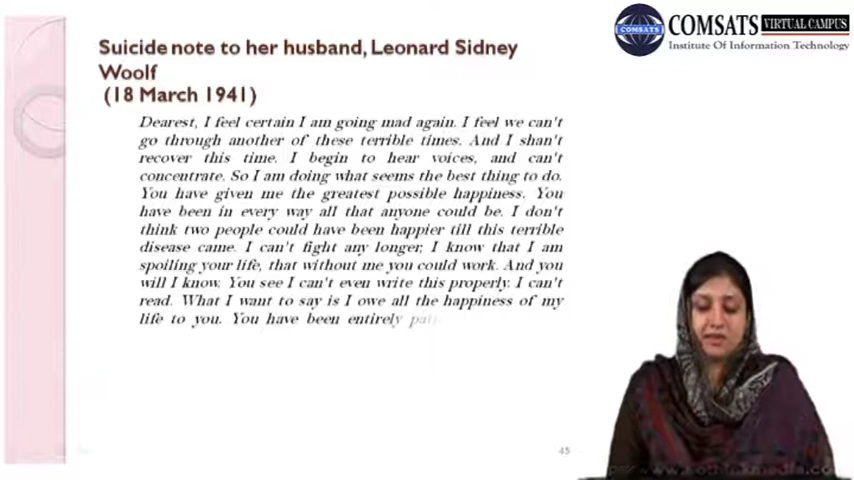 COMSATS VIRTUAL CAMPUS
COMSATS
Institute Of Information Technology
Suicide note to her husband, Leonard Sidney
Woolf
(18 March 1941)
Dearest, I feel certain I am going mad again. I feel we can't
go through another of these terrible times. And I shan't
recover this time. I begin to hear voices, and can't
concentrate. So I am doing what seems the best thing to do.
You have given me the greatest possible happiness. You
have been in every way all that anyone could be. I don't
think two people could have been happier till this terrible
disease came. I can't fight any longer, I know that I am
spoiling your life, that without me you could work. And you
will I know. You see I can't even write this properly. I can't
read. What I want to say is I owe all the happiness of my
life to you. You have been entirely
45